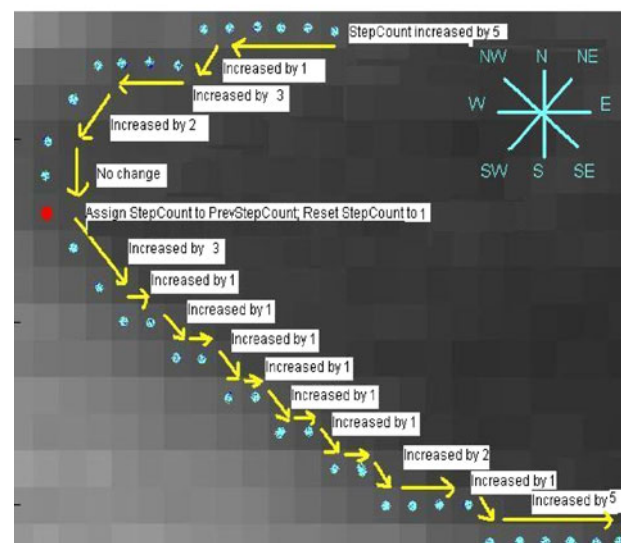 StepCount increased by 5
NW N NE
Increased by 1
Increased by 3
W E
Increased by 2
SW S SE
No change
Assign StepCount to PrevStepCount; Reset StepCount to 1
Increased by 3
Increased by 1
Increased by 1
Increased by 1
Increased by 1
Increased by 1
Increased by 1
Increased by 2
Increased by 1
Increased by 5